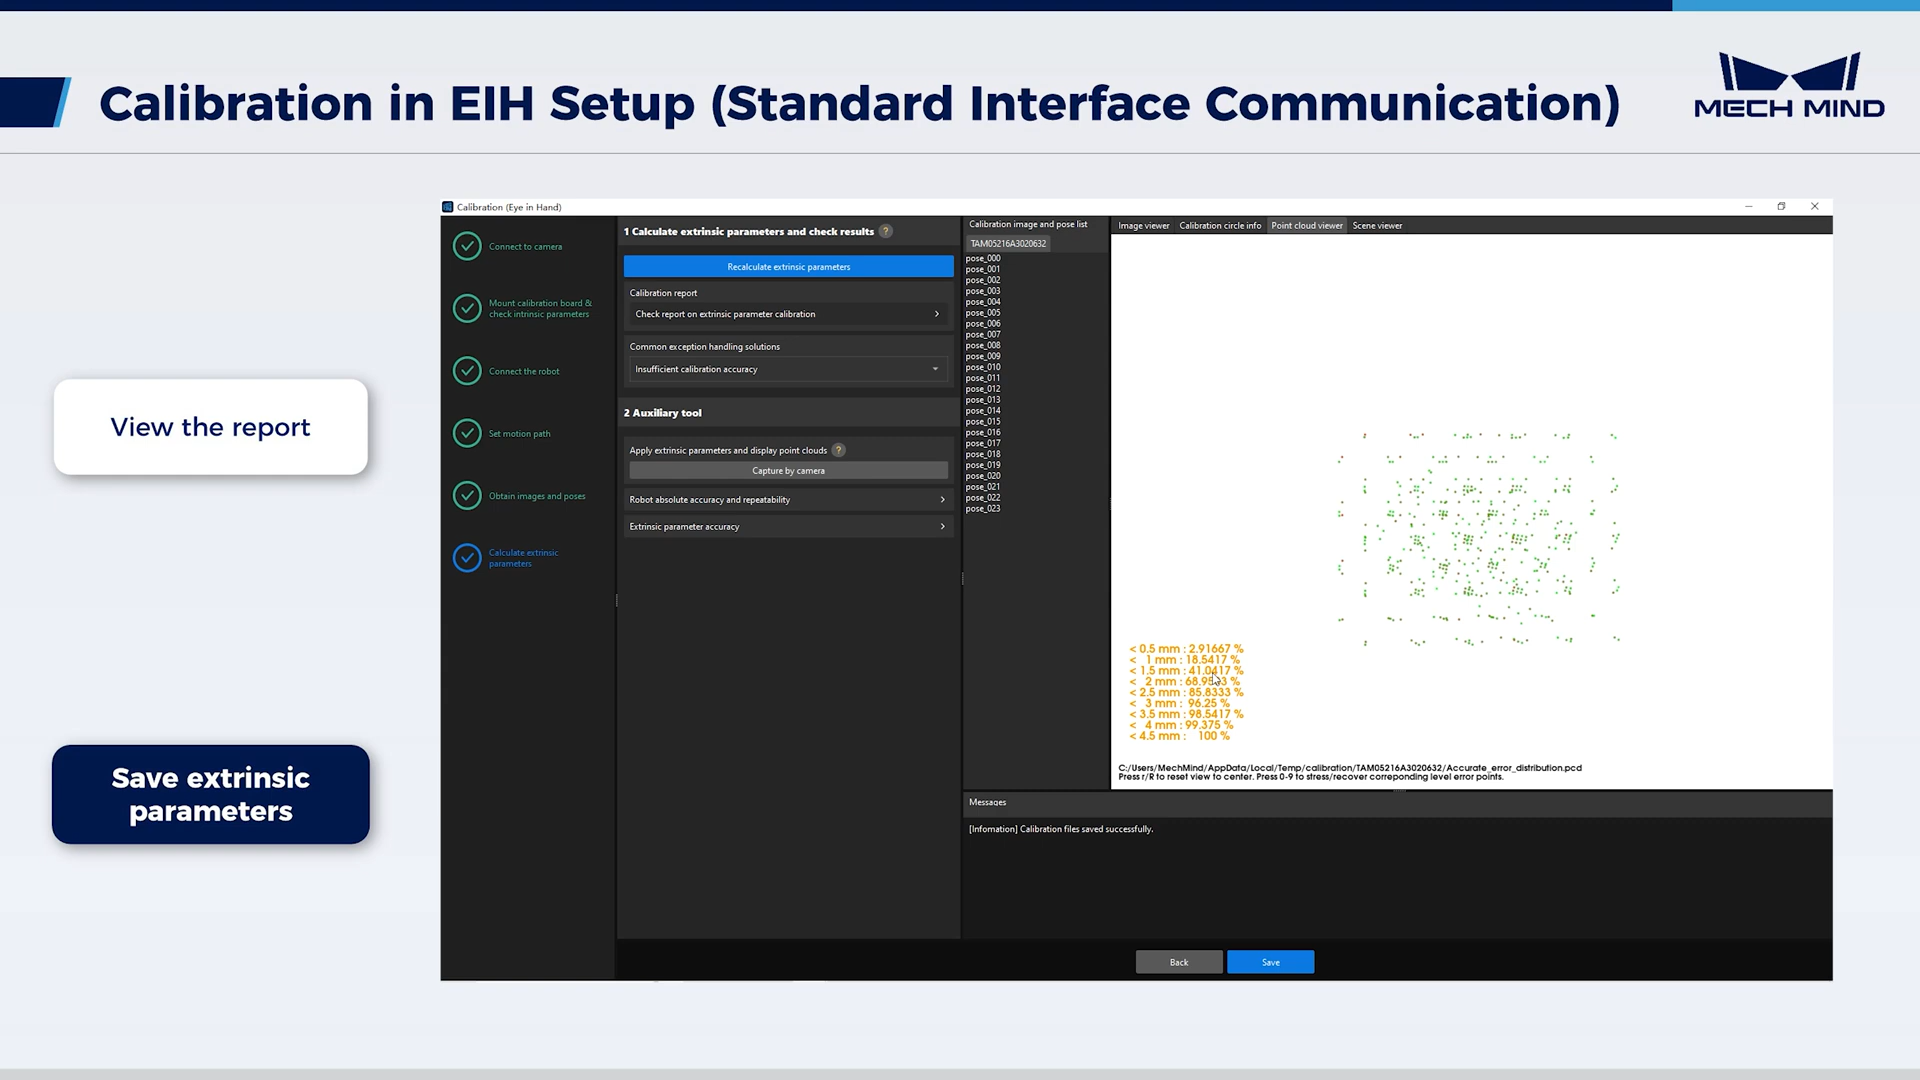 Calibration in EIH Setup (Standard Interface Communication)
MECH MIND
View the report
Save extrinsic
parameters
Calibration (Eye in Hand)
Connect to camera
Mount calibration board &
check intrinsic parameters
Connect the robot
Set motion path
Obtain images and poses
Calculate extrinsic
parameters
1 Calculate extrinsic parameters and check results ?
Recalculate extrinsic parameters
Calibration report
Check report on extrinsic parameter calibration
Common exception handling solutions
Insufficient calibration accuracy
2 Auxiliary tool
Apply extrinsic parameters and display point clouds ?
Capture by camera
Robot absolute accuracy and repeatability
Extrinsic parameter accuracy
Calibration image and pose list
TAM05216A3020632
pose_000
pose_001
pose_002
pose_003
pose_004
pose_005
pose_006
pose_007
pose_008
pose_009
pose_010
pose_011
pose_012
pose_013
pose_014
pose_015
pose_016
pose_017
pose_018
pose_019
pose_020
pose_021
pose_022
pose_023
Image viewer Calibration circle info Point cloud viewer Scene viewer
< 0.5 mm : 2.91667 %
< 1 mm : 18.5417 %
< 1.5 mm : 41.0417 %
< 2 mm :
< 2.5 mm : 85.8333 %
< 3 mm : 96.25 %
< 3.5 mm : 98.5417 %
< 4 mm : 99.375 %
< 4.5 mm : 100 %
C:/Users/MechMind/AppData/Local/Temp/calibration/TAM05216A3020632/Accurate_error_distribution.pcd
Press r/R to reset view to center. Press 0-9 to stress/recover correponding level error points.
Messages
[Infomation] Calibration files saved successfully.
Back
Save